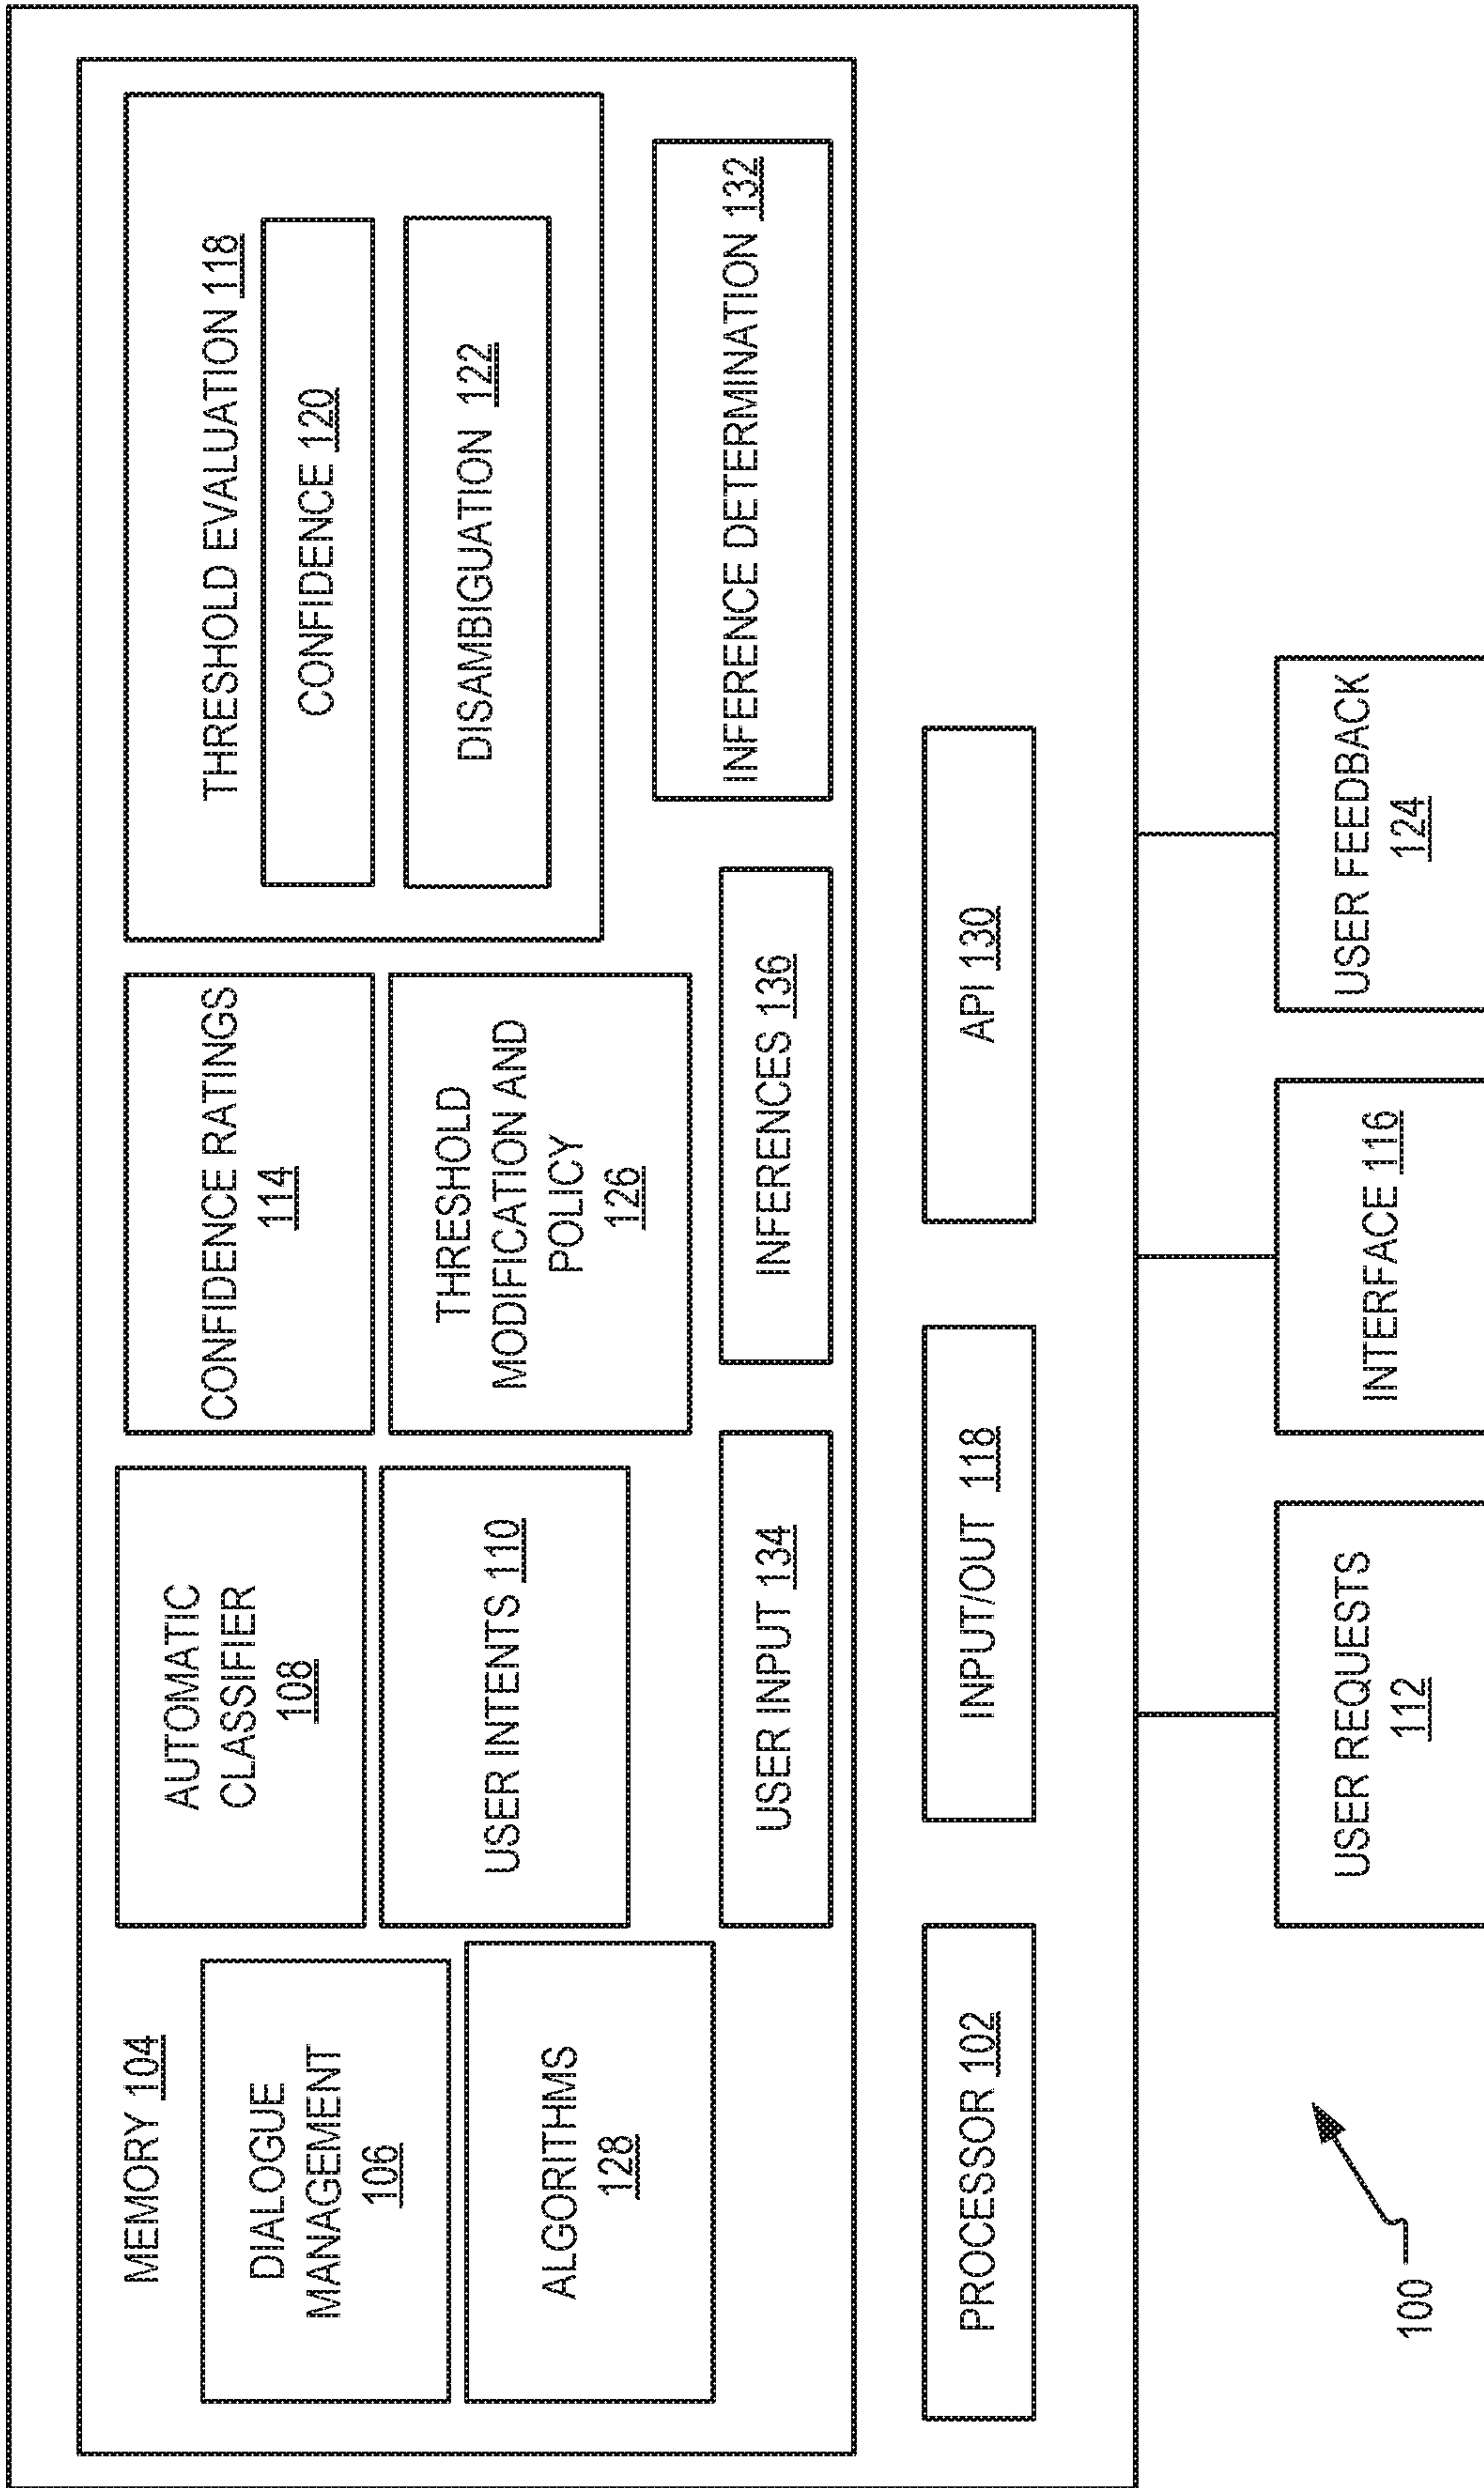 MEMORY 104
DIALOGUE
MANAGEMENT
106
ALGORITHMS
128
AUTOMATIC
CLASSIFIER
108
USER INTENTS 110
USER INPUT 134
CONFIDENCE RATINGS
114
THRESHOLD
MODIFICATION AND
POLICY
126
INFERENCES 136
THRESHOLD EVALUATION 118
CONFIDENCE 120
DISAMBIGUATION 122
INFERENCE DETERMINATION 132
PROCESSOR 102
INPUT/OUT 118
API 130
USER REQUESTS
112
INTERFACE 116
USER FEEDBACK
124
100